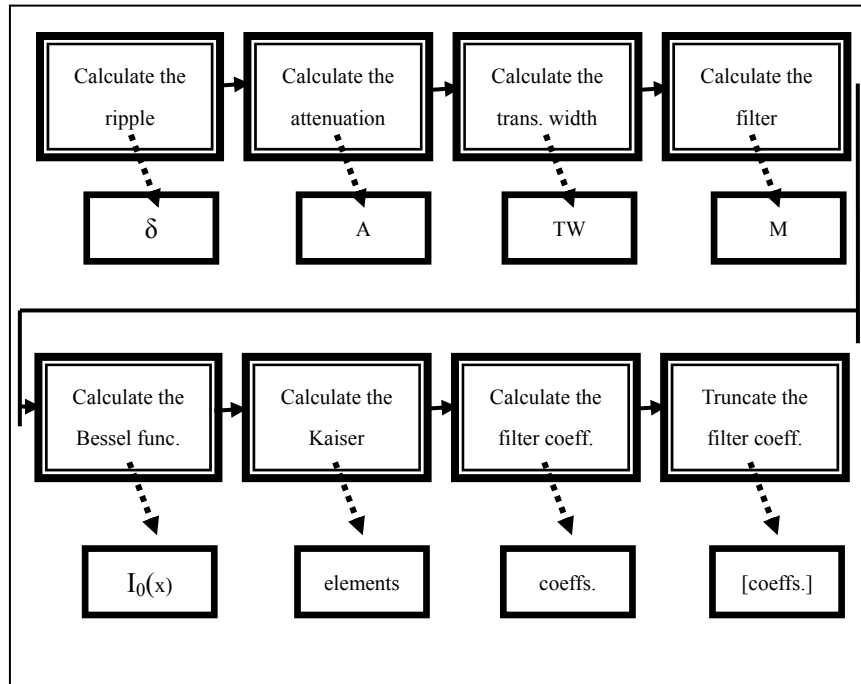 Calculate the
ripple
Calculate the
attenuation
Calculate the
trans. width
Calculate the
filter
δ
A
TW
M
Calculate the
Bessel func.
Calculate the
Kaiser
Calculate the
filter coeff.
Truncate the
filter coeff.
I₀(x)
elements
coeffs.
[coeffs.]